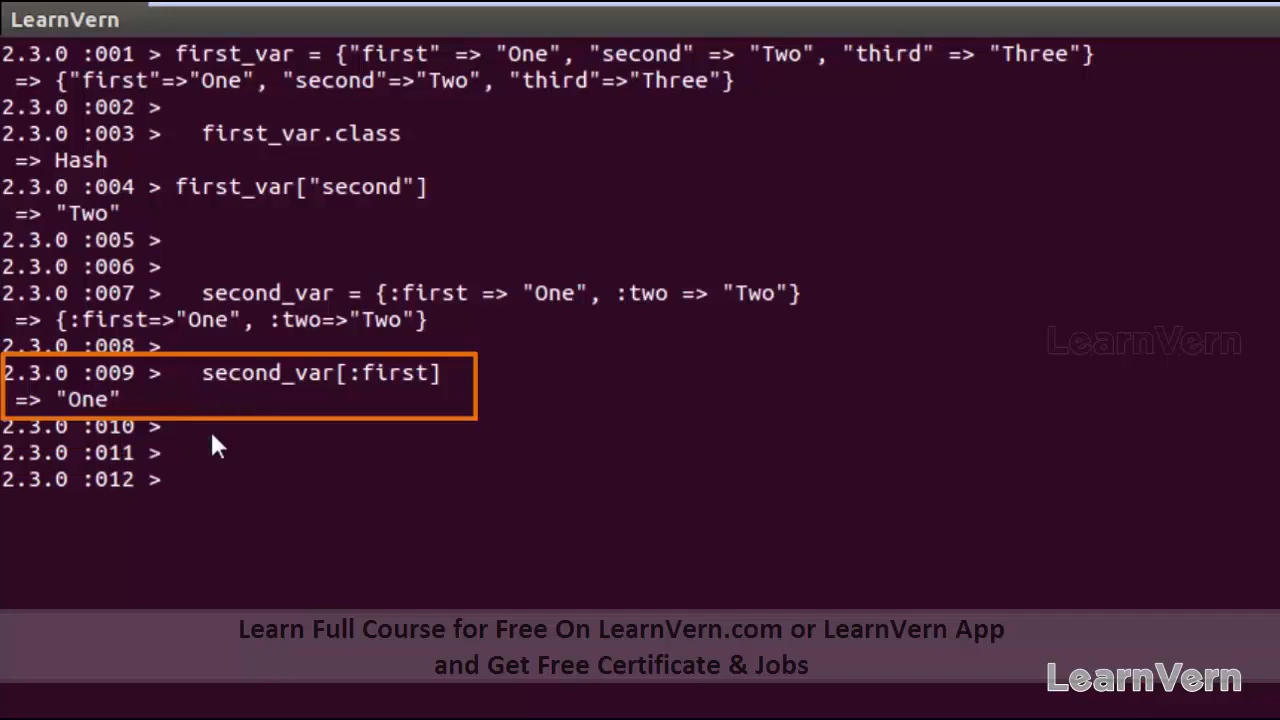 LearnVern
2.3.0 :001 > first_var = {"first" => "One", "second" => "Two", "third" => "Three"}
=> {"first"=>"One", "second"=>"Two", "third"=>"Three"}
2.3.0 :002 >
2.3.0 :003 > first_var.class
=> Hash
2.3.0 :004 > first_var["second"]
=> "Two"
2.3.0 :005 >
2.3.0 :006 >
2.3.0 :007 > second_var = {:first => "One", :two => "Two"}
=> {:first=>"One", :two=>"Two"}
2.3.0 :008 >
LearnVern
2.3.0 :009 > second_var[:first]
=> "One"
2.3.0 :010 >
2.3.0 :011 >
2.3.0 :012 >
Learn Full Course for Free On LearnVern.com or LearnVern App
and Get Free Certificate & Jobs
LearnVern